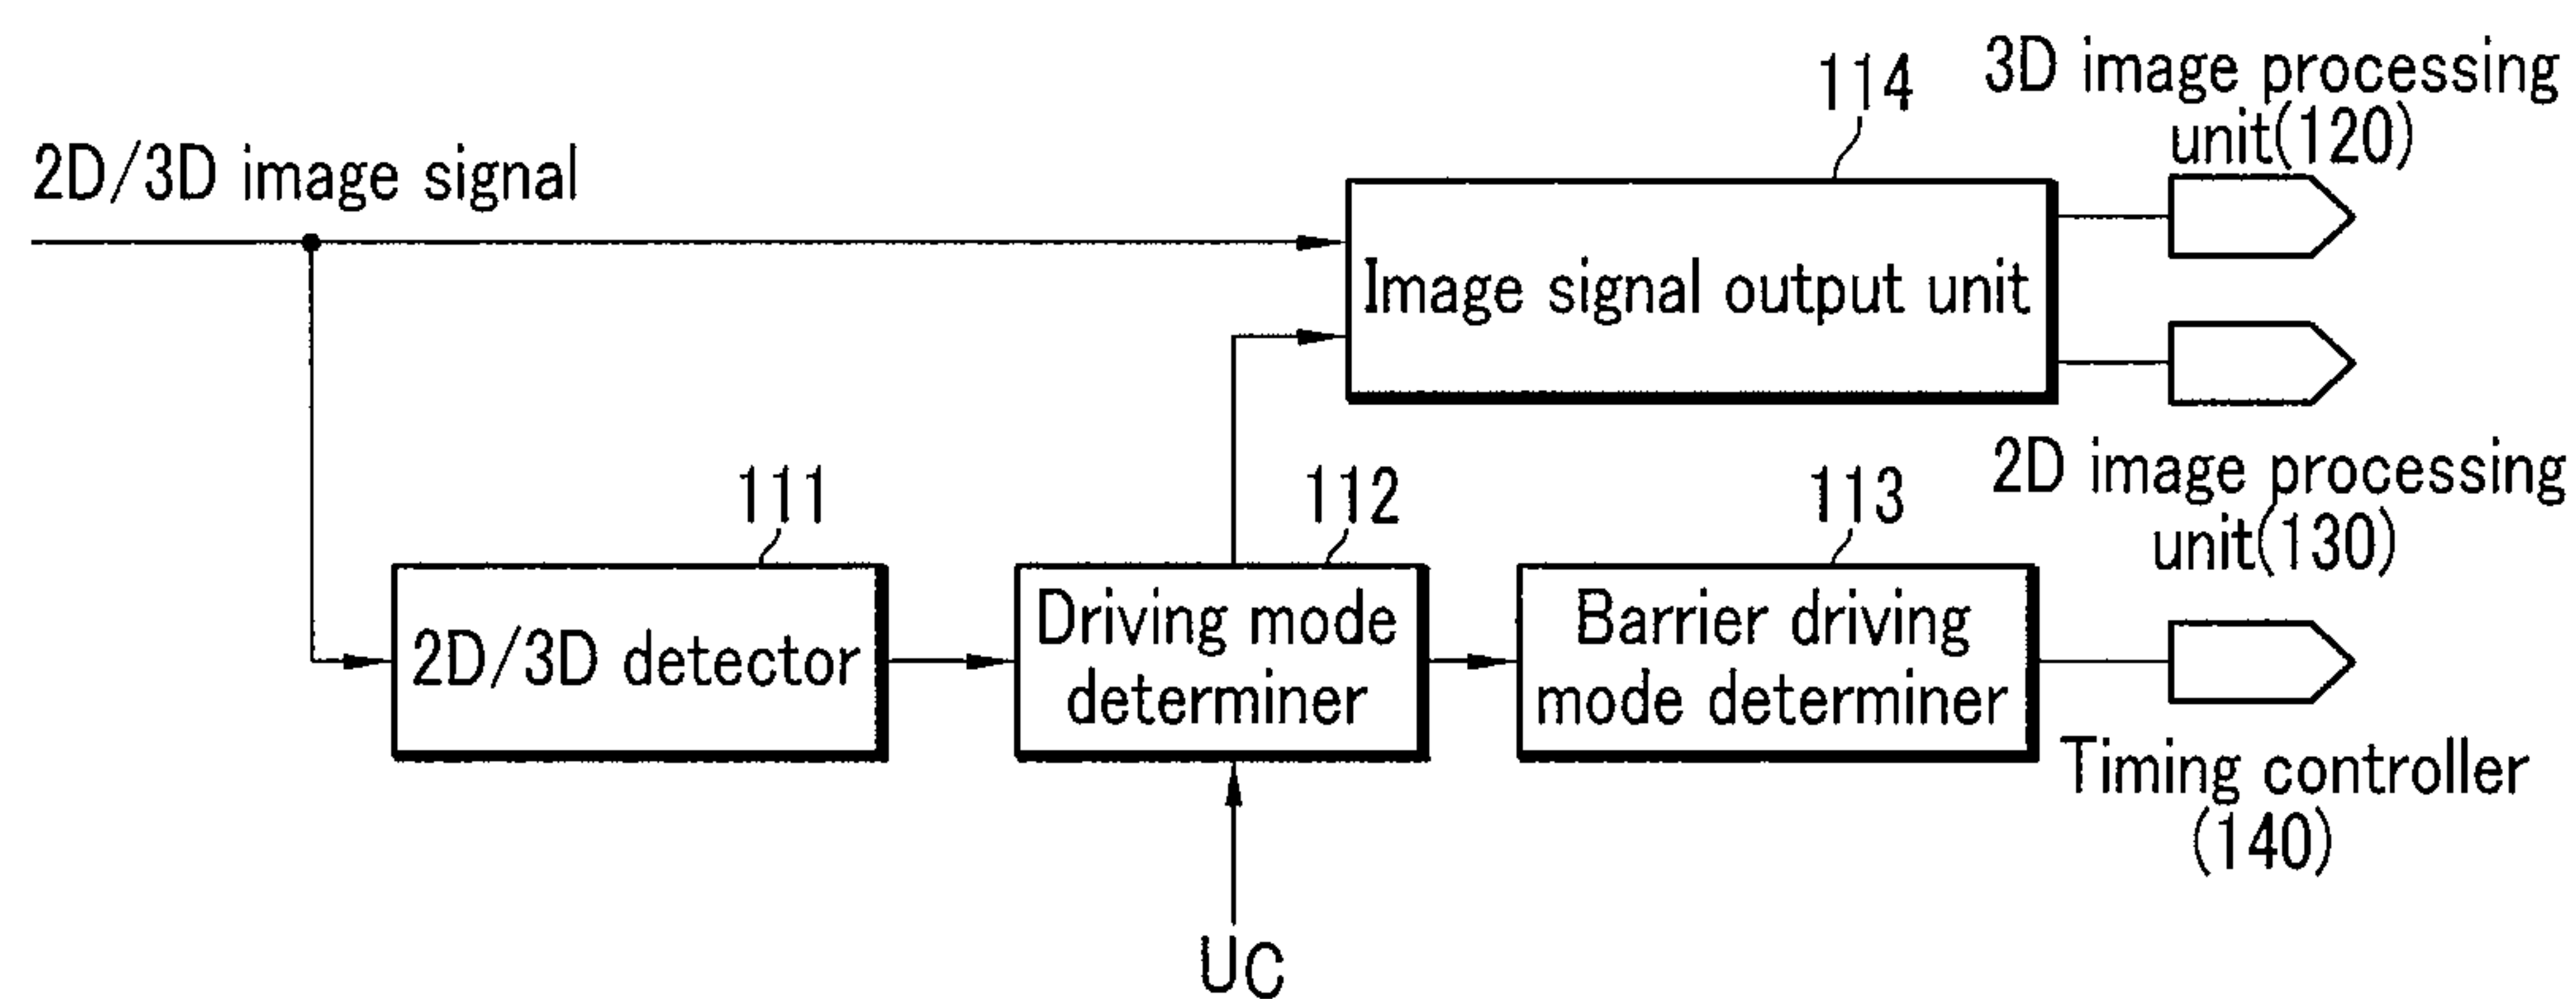 3D image processing
unit(120)
114
2D/3D image signal
Image signal output unit
2D image processing
unit(130)
111
112
113
2D/3D detector
Driving mode
determiner
Barrier driving
mode determiner
Timing controller
(140)
UC